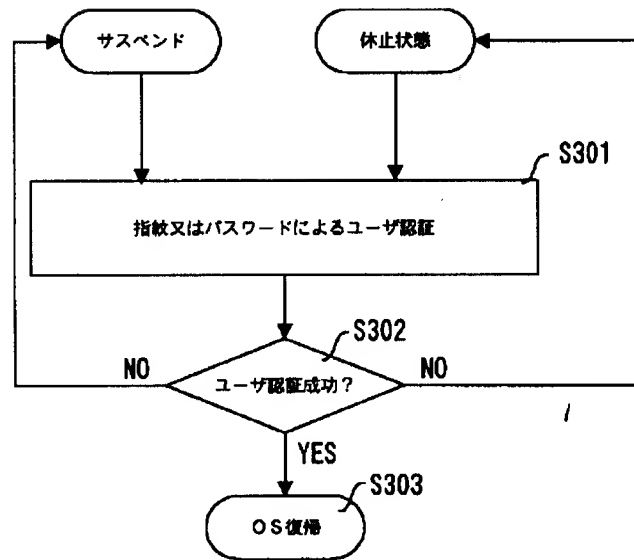 サスペンド
休止状態
S301
指紋又はパスワードによるユーザ認証
S302
NO
ユーザ認証成功?
NO
YES
S303
OS復帰